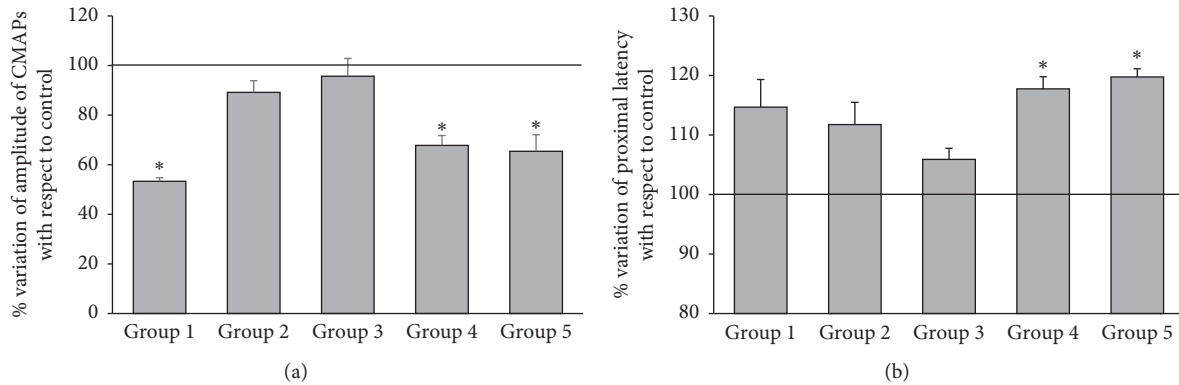 % variation of amplitude of CMAPs
with respect to control
120
100
80
60
40
20
0
*
*
*
Group 1 Group 2 Group 3 Group 4 Group 5
(a)
% variation of proximal latency
with respect to control
130
120
110
100
90
80
*
*
Group 1 Group 2 Group 3 Group 4 Group 5
(b)